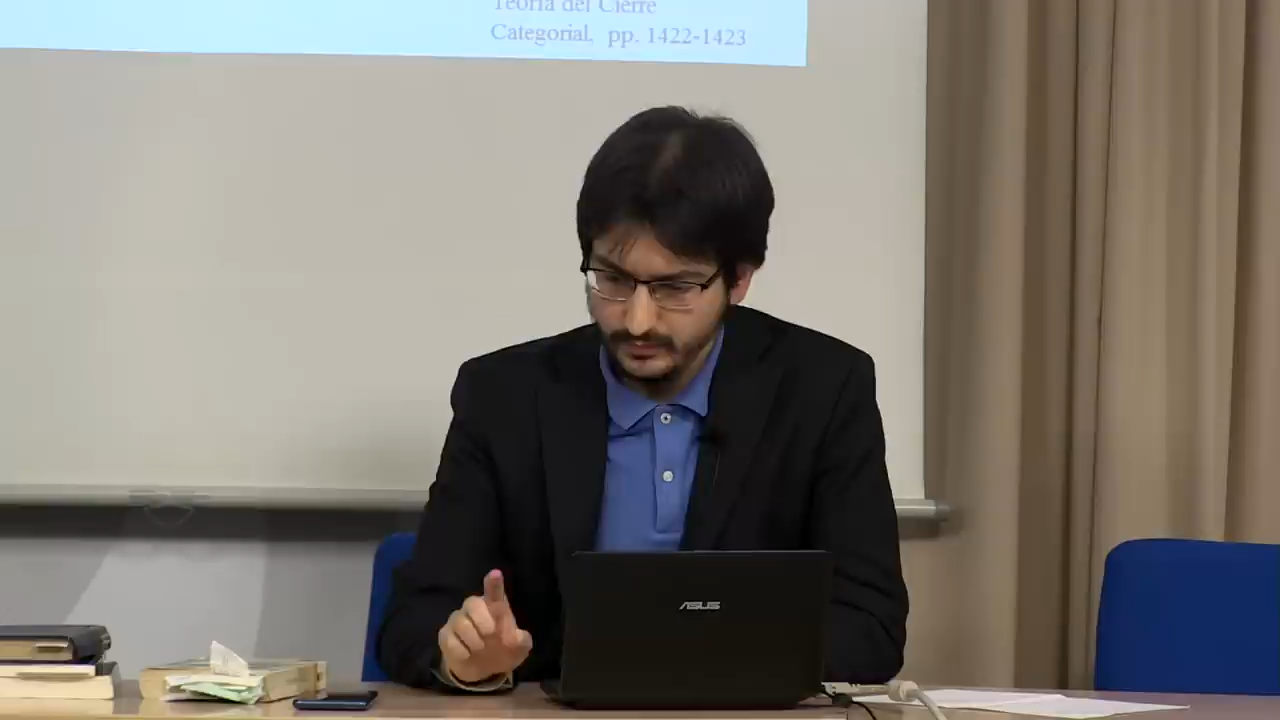 Teoría del Cierre
Categorial, pp. 1422-1423
ASUS